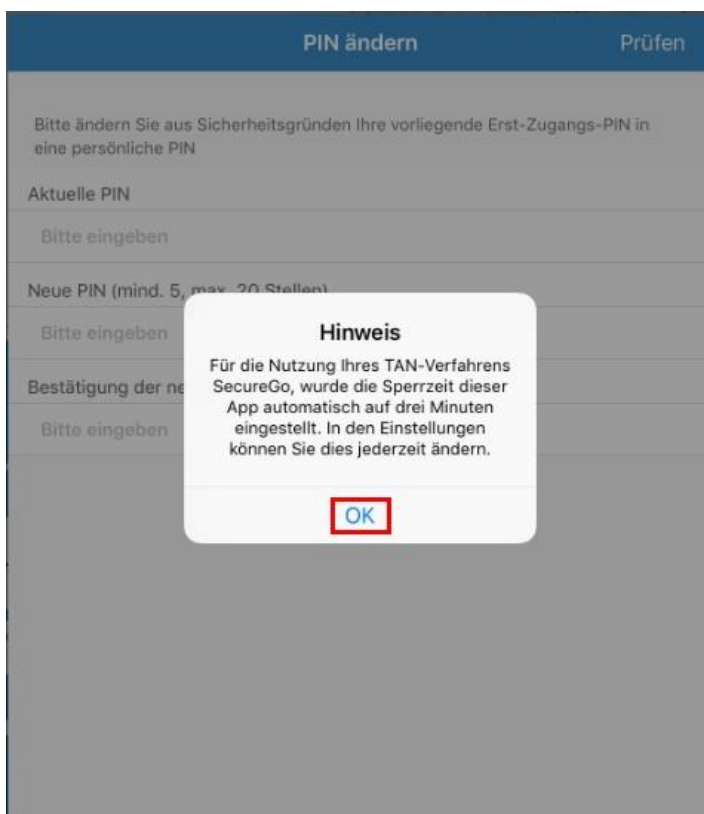 PIN ändern
Prüfen
Bitte ändern Sie aus Sicherheitsgründen Ihre vorliegende Erst-Zugangs-PIN in
eine persönliche PIN
Aktuelle PIN
Bitte eingeben
Neue PIN (mind. 5, max. 20 Stellen)
Bitte eingeben
Bestätigung der ne
Bitte eingeben
Hinweis
Für die Nutzung Ihres TAN-Verfahrens
SecureGo, wurde die Sperrzeit dieser
App automatisch auf drei Minuten
eingestellt. In den Einstellungen
können Sie dies jederzeit ändern.
OK